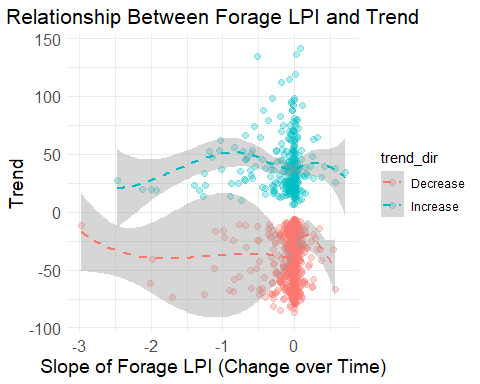 Relationship Between Forage LPI and Trend
150
100
50
0
-50
-100
Trend
-3
-2
-1
0
Slope of Forage LPI (Change over Time)
trend_dir
Decrease
Increase